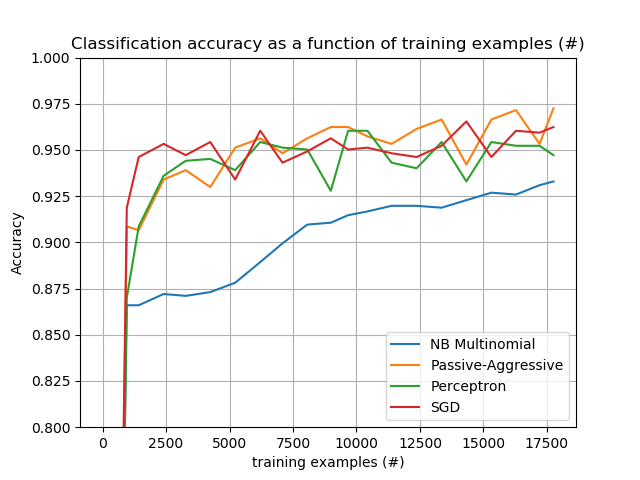 Classification accuracy as a function of training examples (#)
1.000
0.975
0.950
0.925
0.900
0.875
0.850
0.825
0.800
Accuracy
NB Multinomial
Passive-Aggressive
Perceptron
SGD
0 2500 5000 7500 10000 12500 15000 17500
training examples (#)